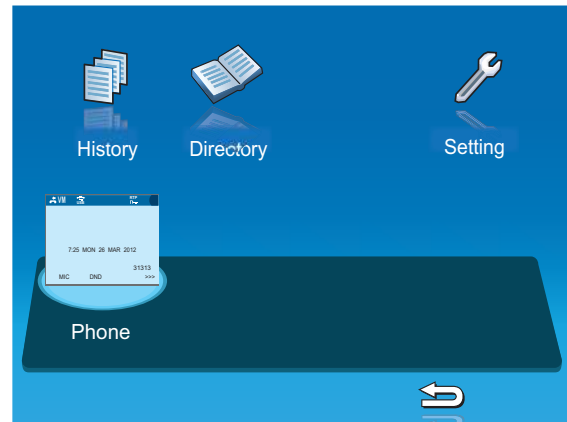 History Directory Setting
VM
7:25 MON 26 MAR 2012
31313
MIC DND >>>
Phone